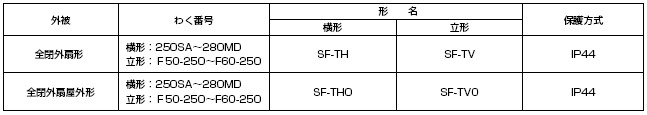 外被 わく番号 形　名 保護方式
横形 立形
全閉外扇形 横形：250SA～280MD SF-TH SF-TV IP44
立形：F50-250～F60-250
全閉外扇屋外形 横形：250SA～280MD SF-THO SF-TVO IP44
立形：F50-250～F60-250